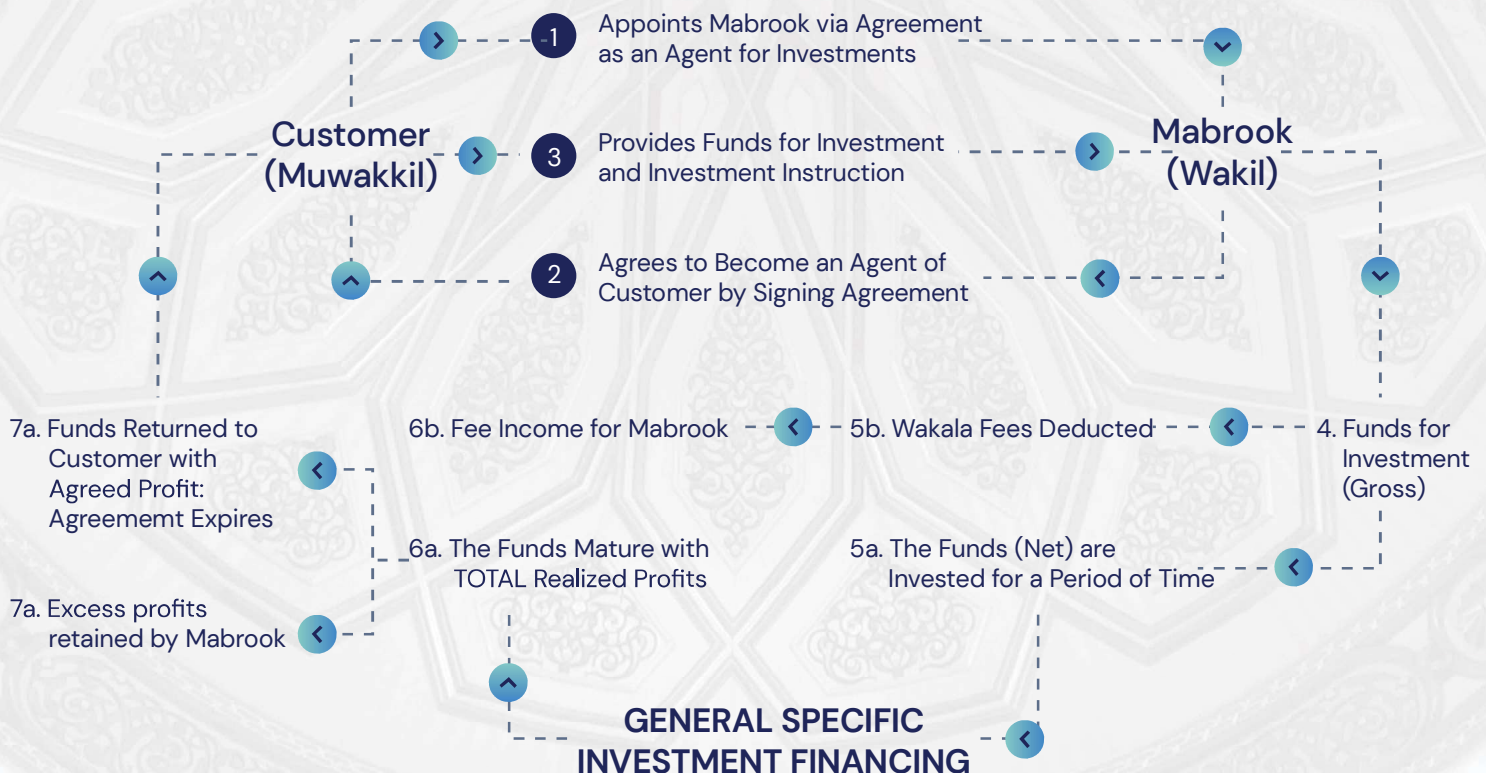 1
Appoints Mabrook via Agreement
as an Agent for Investments
Customer
(Muwakkil)
3
Provides Funds for Investment
and Investment Instruction
Mabrook
(Wakil)
2
Agrees to Become an Agent of
Customer by Signing Agreement
7a. Funds Returned to
Customer with
Agreed Profit:
Agreememt Expires
6b. Fee Income for Mabrook
5b. Wakala Fees Deducted
4. Funds for
Investment
(Gross)
6a. The Funds Mature with
TOTAL Realized Profits
5a. The Funds (Net) are
Invested for a Period of Time
7a. Excess profits
retained by Mabrook
GENERAL SPECIFIC
INVESTMENT FINANCING